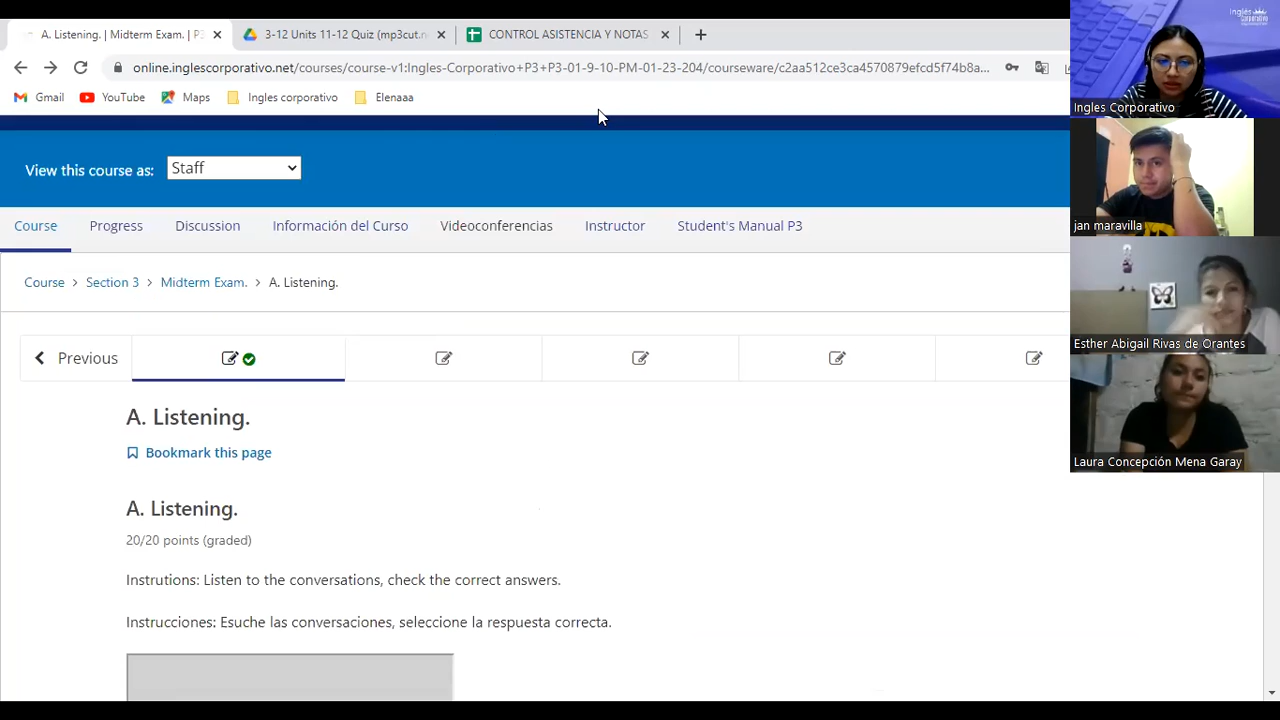 A. Listening. | Midterm Exam. | P3
3-12 Units 11-12 Quiz (mp3cut.
CONTROL ASISTENCIA Y NOTAS
online.inglescorporativo.net/courses/course-v1:Ingles-Corporativo+P3+P3-01-9-10-PM-01-23-204/courseware/c2aa512ce3ca4570879efcd5f74b8a...
Gmail
YouTube
Maps
Ingles corporativo
Elenaaa
View this course as:
Staff
Course
Progress
Discussion
Información del Curso
Videoconferencias
Instructor
Student's Manual P3
Course > Section 3 > Midterm Exam. > A. Listening.
Previous
A. Listening.
Bookmark this page
A. Listening.
20/20 points (graded)
Instrutions: Listen to the conversations, check the correct answers.
Instrucciones: Esuche las conversaciones, seleccione la respuesta correcta.
Inglés
Corporativo
Ingles Corporativo
jan maravilla
Esther Abigail Rivas de Orantes
Laura Concepción Mena Garay